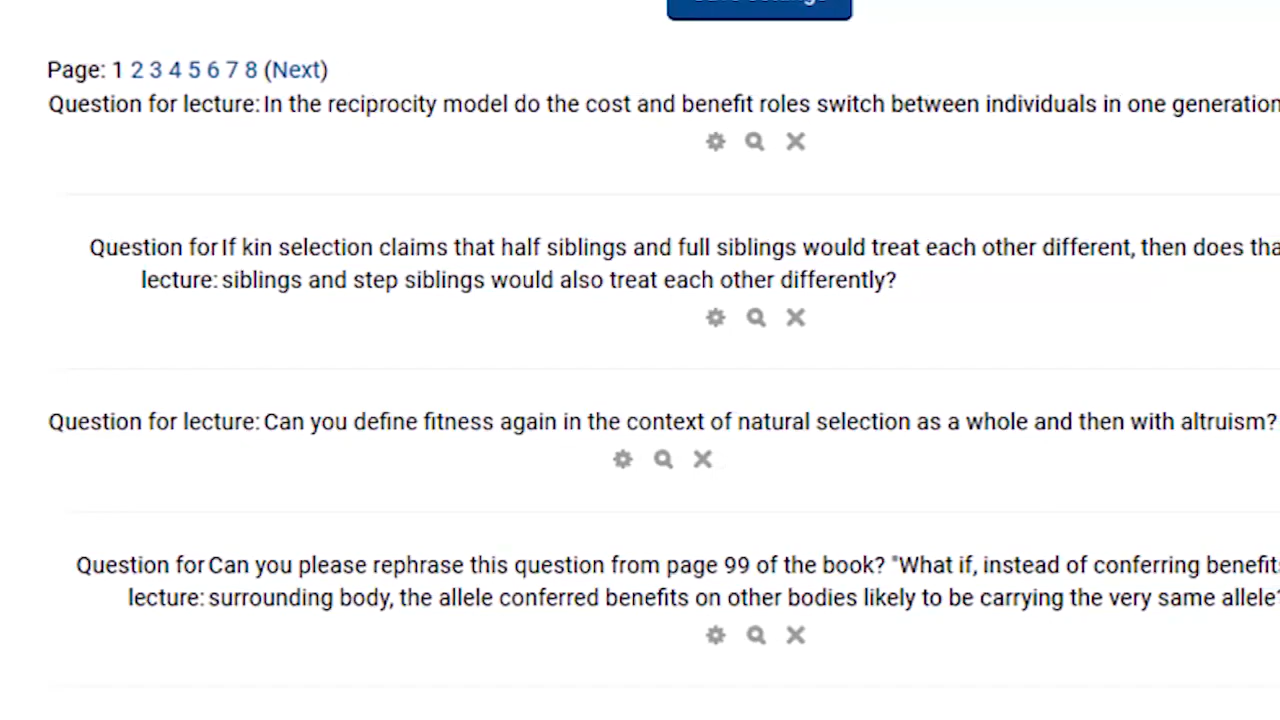 Page: 1 2 3 4 5 6 7 8 (Next)
Question for lecture: In the reciprocity model do the cost and benefit roles switch between individuals in one generation
Question for If kin selection claims that half siblings and full siblings would treat each other different, then does
lecture: siblings and step siblings would also treat each other differently?
Question for lecture: Can you define fitness again in the context of natural selection as a whole and then with altruism?
Question for Can you please rephrase this question from page 99 of the book? "What if, instead of conferring
lecture: surrounding body, the allele conferred benefits on other bodies likely to be carrying the very same allele